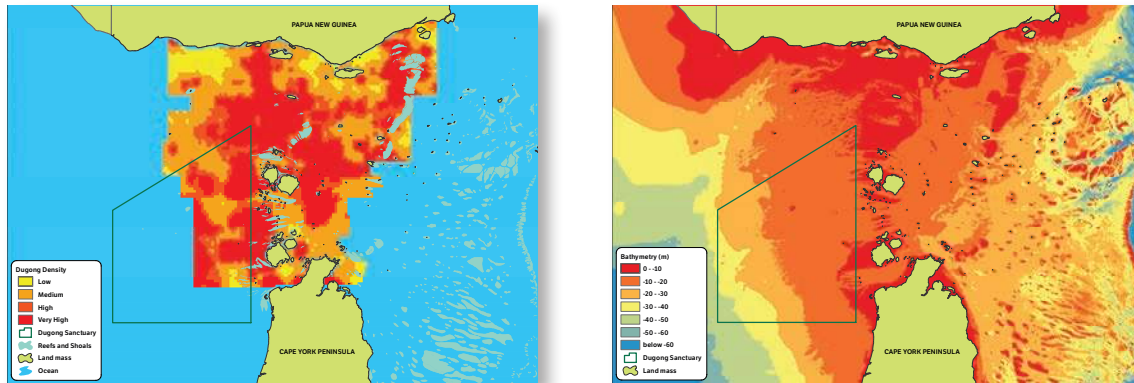 PAPUA NEW GUINEA
Dugong Density
Low
Medium
High
Very High
Dugong Sanctuary
Reefs and Shoals
Land mass
Ocean
CAPE YORK PENINSULA
PAPUA NEW GUINEA
Bathymetry (m)
0 - -10
-10 - -20
-20 - -30
-30 - -40
-40 - -50
-50 - -60
below -60
Dugong Sanctuary
Land mass
CAPE YORK PENINSULA